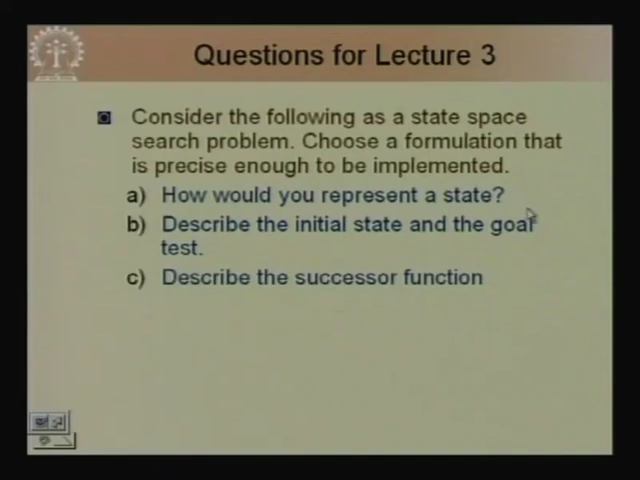 Questions for Lecture 3
Consider the following as a state space
search problem. Choose a formulation that
is precise enough to be implemented.
a) How would you represent a state?
b) Describe the initial state and the goal
test.
c) Describe the successor function